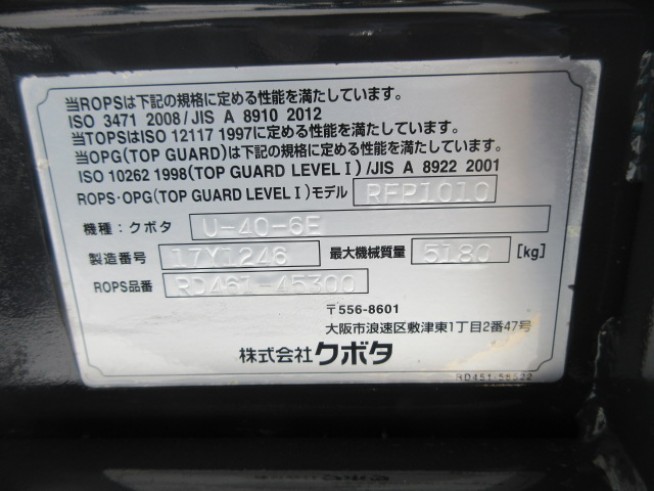 当ROPSは下記の規格に定める性能を満たしています。
ISO 3471 2008/JIS A 8910 2012
当TOPSはISO 12117 1997に定める性能を満たしています。
当OPG(TOP GUARD)は下記の規格に定める性能を満たしています。
ISO 10262 1998(TOP GUARD LEVEL I)/JIS A 8922 2001
ROPS・OPG(TOP GUARD LEVEL I)モデル RFP1010
機種:クボタ U-40-6E
製造番号 17Y1246 最大機械質量 5180 [kg]
ROPS品番 RD461-45300
〒556-8601
大阪市浪速区敷津東1丁目2番47号
株式会社クボタ